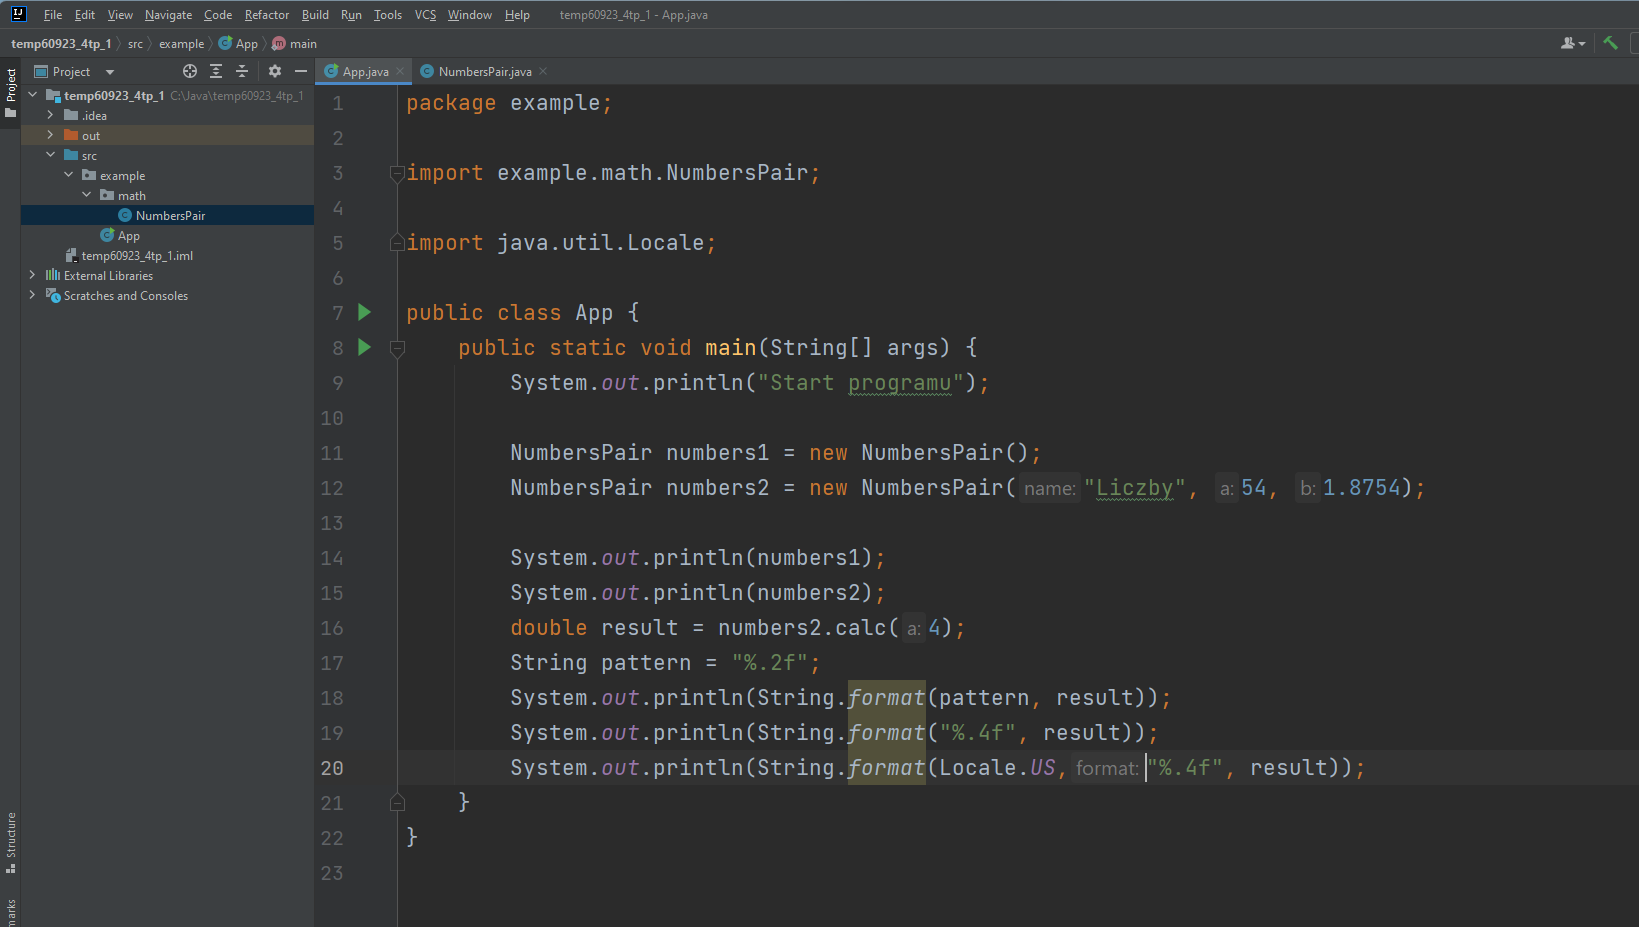 File Edit View Navigate Code Refactor Build Run Tools VCS Window Help temp60923_4tp_1 - App.java
temp60923_4tp_1 src example App main
Project
Project
App.java NumbersPair.java
temp60923_4tp_1 C:\Java\temp60923_4tp_1
.idea
out
src
example
math
NumbersPair
App
temp60923_4tp_1.iml
External Libraries
Scratches and Consoles
Structure
marks
1 package example;
2
3 import example.math.NumbersPair;
4
5 import java.util.Locale;
6
7 public class App {
8 public static void main(String[] args) {
9 System.out.println("Start programu");
10
11 NumbersPair numbers1 = new NumbersPair();
12 NumbersPair numbers2 = new NumbersPair( name: "Liczby", a: 54, b: 1.8754);
13
14 System.out.println(numbers1);
15 System.out.println(numbers2);
16 double result = numbers2.calc( a: 4);
17 String pattern = "%.2f";
18 System.out.println(String.format(pattern, result));
19 System.out.println(String.format("%.4f", result));
20 System.out.println(String.format(Locale.US, format: "%.4f", result));
21 }
22 }
23